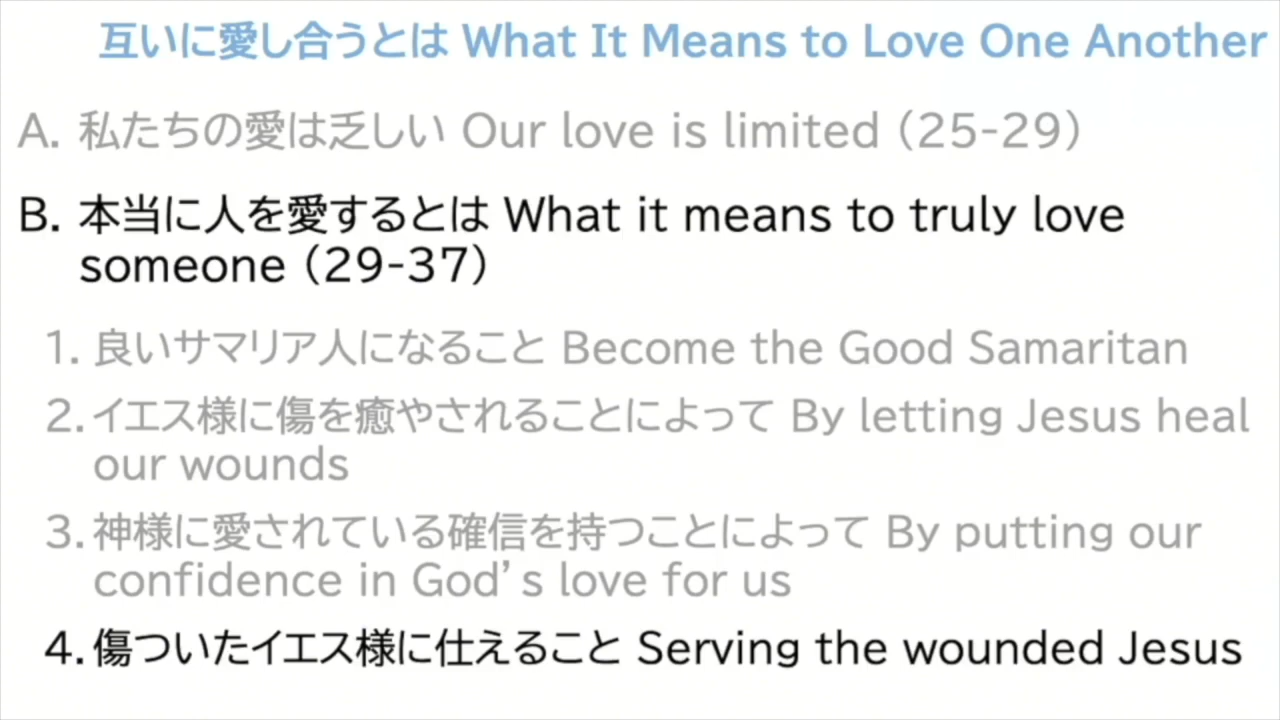 互いに愛し合うとは What It Means to Love One Another
A. 私たちの愛は乏しい Our love is limited (25-29)
B. 本当に人を愛するとは What it means to truly love
someone (29-37)
1. 良いサマリア人になること Become the Good Samaritan
2. イエス様に傷を癒やされることによって By letting Jesus heal
our wounds
3. 神様に愛されている確信を持つことによって By putting our
confidence in God’s love for us
4. 傷ついたイエス様に仕えること Serving the wounded Jesus